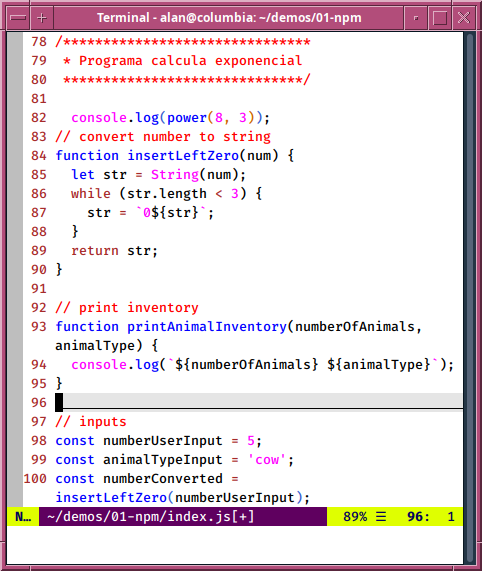 Terminal - alan@columbia: ~/demos/01-npm
78 /*******************************
79  * Programa calcula exponencial
80  ******************************/
81
82   console.log(power(8, 3));
83 // convert number to string
84 function insertLeftZero(num) {
85   let str = String(num);
86   while (str.length < 3) {
87     str = `0${str}`;
88   }
89   return str;
90 }
91
92 // print inventory
93 function printAnimalInventory(numberOfAnimals,
animalType) {
94   console.log(`${numberOfAnimals} ${animalType}`);
95 }
96
97 // inputs
98 const numberUserInput = 5;
99 const animalTypeInput = 'cow';
100 const numberConverted =
insertLeftZero(numberUserInput);
N… ~/demos/01-npm/index.js[+] 89% ☰ 96: 1